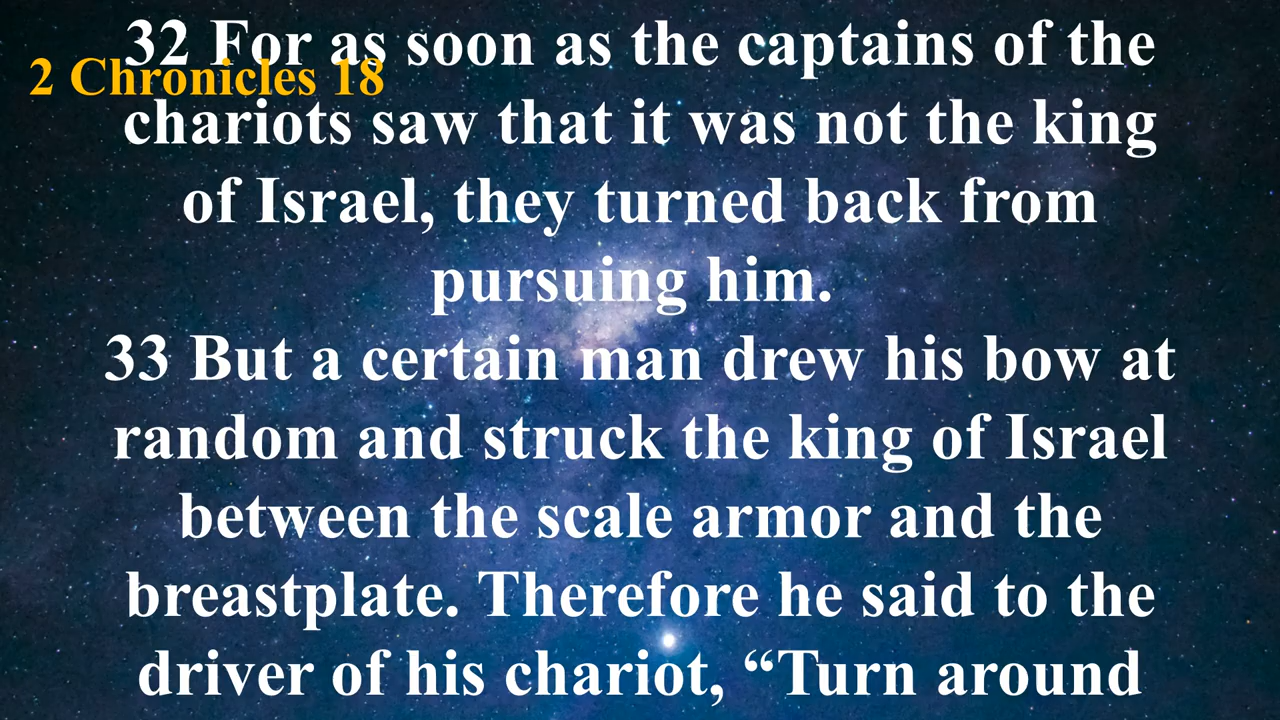 2 Chronicles 18
32 For as soon as the captains of the
chariots saw that it was not the king
of Israel, they turned back from
pursuing him.
33 But a certain man drew his bow at
random and struck the king of Israel
between the scale armor and the
breastplate. Therefore he said to the
driver of his chariot, “Turn around